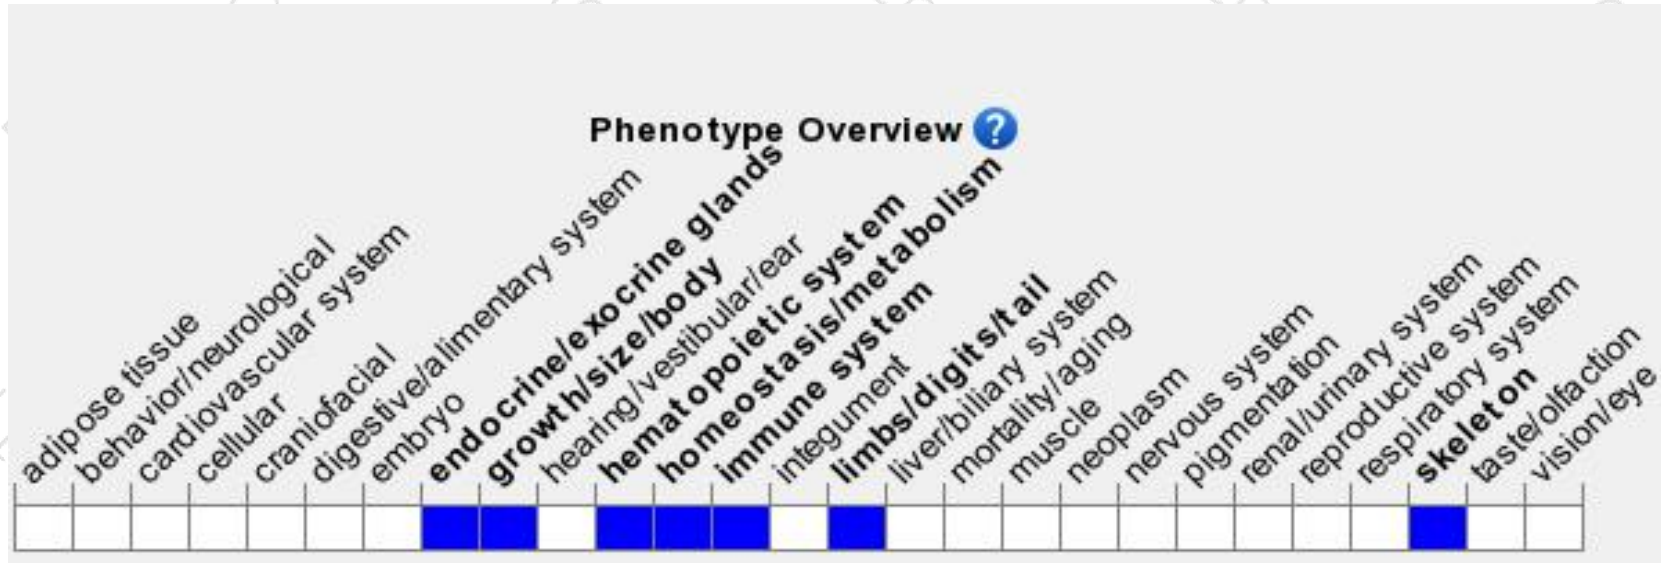 Phenotype Overview ?
adipose tissue
behavior/neurological
cardiovascular system
cellular
craniofacial
digestive/alimentary system
embryo
endocrine/exocrine glands
growth/size/body
hearing/vestibular/ear
hematopoietic system
homeostasis/metabolism
immune system
integument
limbs/digits/tail
liver/biliary system
mortality/aging
muscle
neoplasm
nervous system
pigmentation
renal/urinary system
reproductive system
respiratory system
skeleton
taste/olfaction
vision/eye